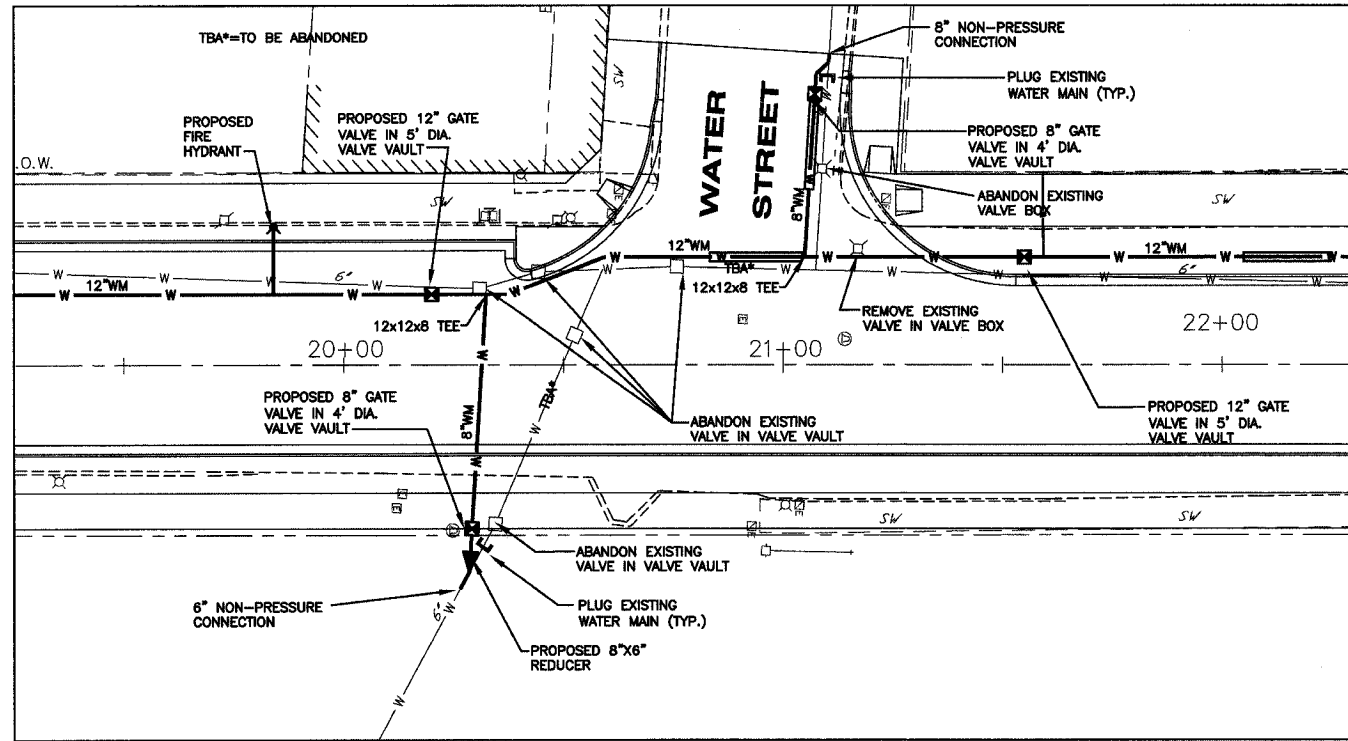 TBA*=TO BE ABANDONED
8" NON-PRESSURE
CONNECTION
PLUG EXISTING
WATER MAIN (TYP.)
PROPOSED
FIRE
HYDRANT
PROPOSED 12" GATE
VALVE IN 5' DIA.
VALVE VAULT
SW
WATER
STREET
W
PROPOSED 8" GATE
VALVE IN 4' DIA.
VALVE VAULT
.O.W.
SW
W
8"WM
ABANDON EXISTING
VALVE BOX
SW
W
W
6"
12"WM
W
W
W
W
12"WM
W
6"
W
W
12"WM
W
W
W
W
W
TBA*
12x12x8 TEE
W
W
W
12x12x8 TEE
REMOVE EXISTING
VALVE IN VALVE BOX
20+00
21+00
22+00
W
PROPOSED 8" GATE
VALVE IN 4' DIA.
VALVE VAULT
8"WM
TBA*
W
W
ABANDON EXISTING
VALVE IN VALVE VAULT
PROPOSED 12" GATE
VALVE IN 5' DIA.
VALVE VAULT
W
SW
SW
ABANDON EXISTING
VALVE IN VALVE VAULT
6" NON-PRESSURE
CONNECTION
6"
W
PLUG EXISTING
WATER MAIN (TYP.)
PROPOSED 8"X6"
REDUCER
W